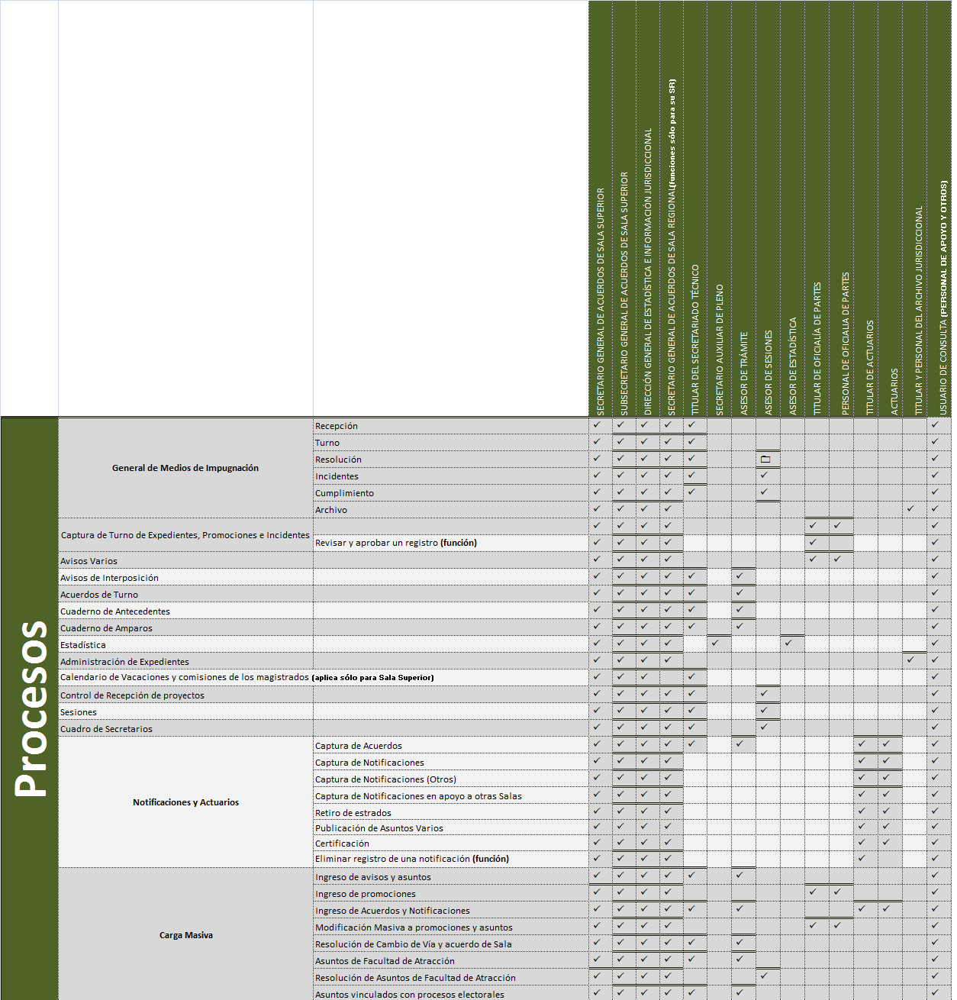 SECRETARIO GENERAL DE ACUERDOS DE SALA SUPERIOR
SUBSECRETARIO GENERAL DE ACUERDOS DE SALA SUPERIOR
DIRECCIÓN GENERAL DE ESTADÍSTICA E INFORMACIÓN JURISDICCIONAL
SECRETARIO GENERAL DE ACUERDOS DE SALA REGIONAL(funciones sólo para su SR)
TITULAR DEL SECRETARIADO TÉCNICO
SECRETARIO AUXILIAR DE PLENO
ASESOR DE TRÁMITE
ASESOR DE SESIONES
ASESOR DE ESTADÍSTICA
TITULAR DE OFICIALÍA DE PARTES
PERSONAL DE OFICIALIA DE PARTES
TITULAR DE ACTUARIOS
ACTUARIOS
TITULAR Y PERSONAL DEL ARCHIVO JURISDICCIONAL
USUARIO DE CONSULTA (PERSONAL DE APOYO Y OTROS)
Procesos
General de Medios de Impugnación
Recepción
Turno
Resolución
Incidentes
Cumplimiento
Archivo
Captura de Turno de Expedientes, Promociones e Incidentes
Revisar y aprobar un registro (función)
Avisos Varios
Avisos de Interposición
Acuerdos de Turno
Cuaderno de Antecedentes
Cuaderno de Amparos
Estadística
Administración de Expedientes
Calendario de Vacaciones y comisiones de los magistrados (aplica sólo para Sala Superior)
Control de Recepción de proyectos
Sesiones
Cuadro de Secretarios
Notificaciones y Actuarios
Captura de Acuerdos
Captura de Notificaciones
Captura de Notificaciones (Otros)
Captura de Notificaciones en apoyo a otras Salas
Retiro de estrados
Publicación de Asuntos Varios
Certificación
Eliminar registro de una notificación (función)
Carga Masiva
Ingreso de avisos y asuntos
Ingreso de promociones
Ingreso de Acuerdos y Notificaciones
Modificación Masiva a promociones y asuntos
Resolución de Cambio de Vía y acuerdo de Sala
Asuntos de Facultad de Atracción
Resolución de Asuntos de Facultad de Atracción
Asuntos vinculados con procesos electorales